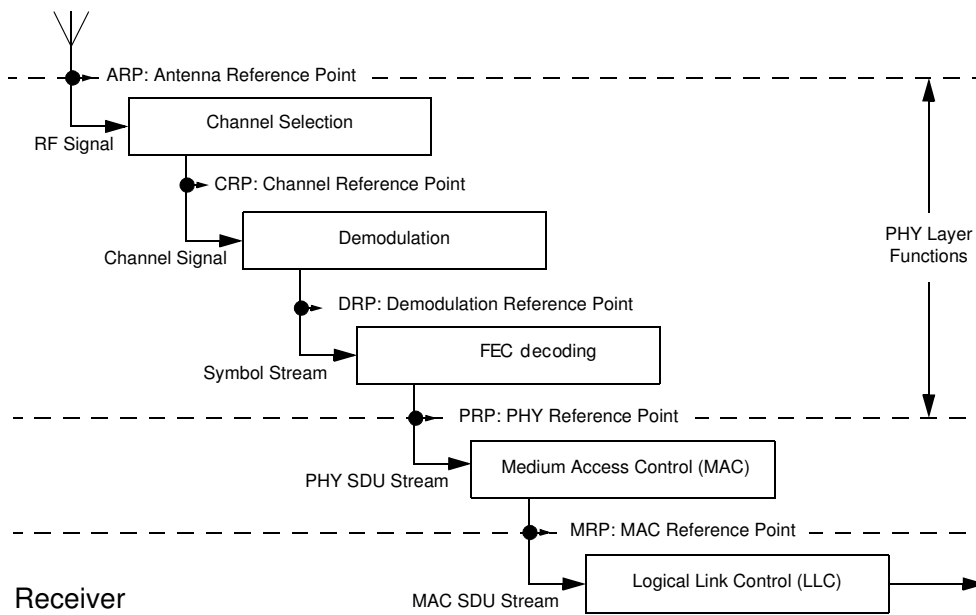 ARP: Antenna Reference Point
Channel Selection
RF Signal
CRP: Channel Reference Point
Demodulation
Channel Signal
PHY Layer
Functions
DRP: Demodulation Reference Point
FEC decoding
Symbol Stream
PRP: PHY Reference Point
Medium Access Control (MAC)
PHY SDU Stream
MRP: MAC Reference Point
Logical Link Control (LLC)
MAC SDU Stream
Receiver